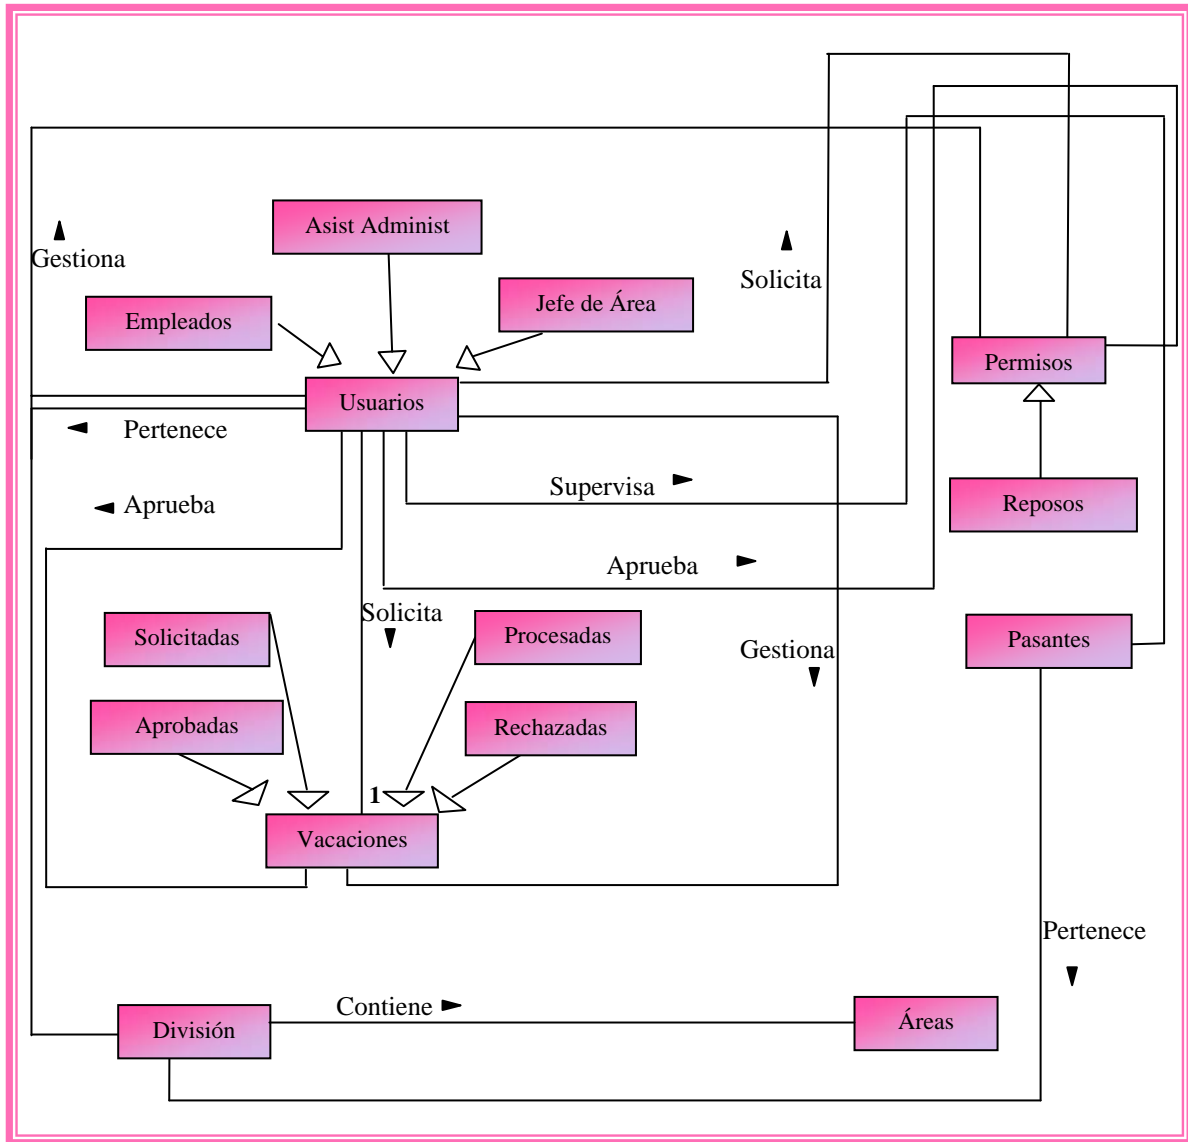 Asist Administ
Gestiona
Solicita
Empleados
Jefe de Área
Permisos
Usuarios
Pertenece
Supervisa
Aprueba
Reposos
Aprueba
Solicita
Solicitadas
Procesadas
Gestiona
Pasantes
Aprobadas
Rechazadas
1
Vacaciones
Pertenece
Contiene
División
Áreas